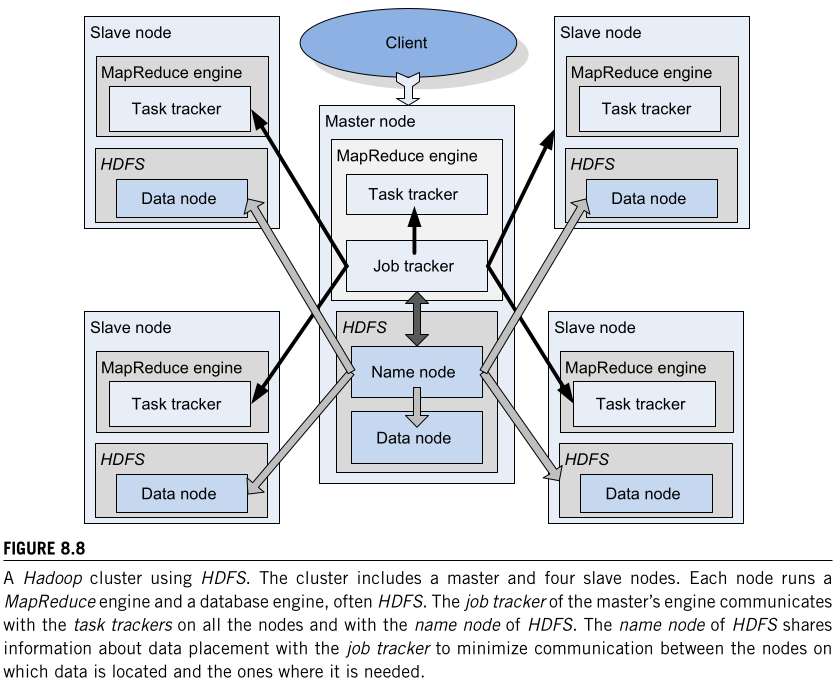 Client
Slave node
MapReduce engine
Task tracker
HDFS
Data node
Master node
MapReduce engine
Task tracker
Job tracker
HDFS
Name node
Data node
Slave node
MapReduce engine
Task tracker
HDFS
Data node
Slave node
MapReduce engine
Task tracker
HDFS
Data node
Slave node
MapReduce engine
Task tracker
HDFS
Data node
FIGURE 8.8
A Hadoop cluster using HDFS. The cluster includes a master and four slave nodes. Each node runs a
MapReduce engine and a database engine, often HDFS. The job tracker of the master’s engine communicates
with the task trackers on all the nodes and with the name node of HDFS. The name node of HDFS shares
information about data placement with the job tracker to minimize communication between the nodes on
which data is located and the ones where it is needed.